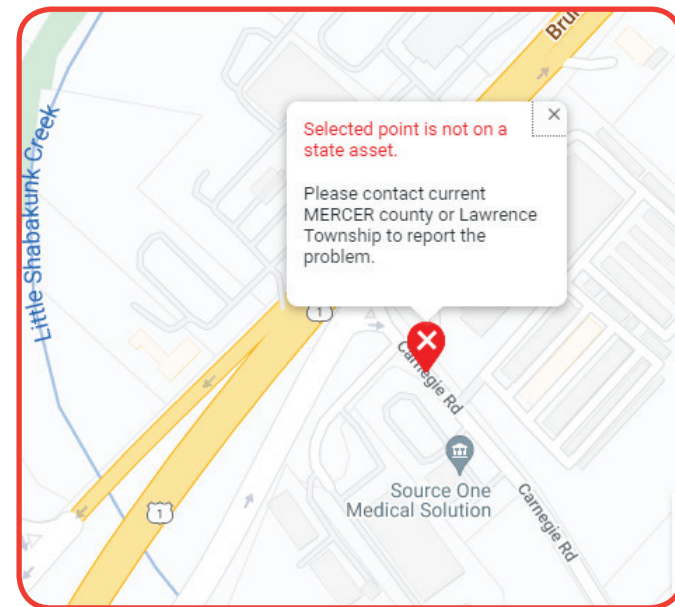 Brun
Little Shabakunk Creek
Selected point is not on a
state asset.
×
Please contact current
MERCER county or Lawrence
Township to report the
problem.
1
Carnegie Rd
Source One
Medical Solution
1
Carnegie Rd